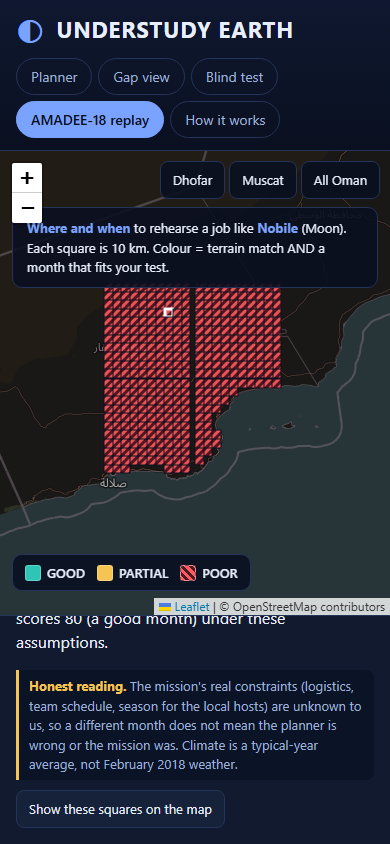 UNDERSTUDY EARTH
Planner
Gap view
Blind test
AMADEE-18 replay
How it works
+
−
Dhofar
Muscat
All Oman
Where and when to rehearse a job like Nobile (Moon).
Each square is 10 km. Colour = terrain match AND a
month that fits your test.
صلالة
GOOD
PARTIAL
POOR
Leaflet | © OpenStreetMap contributors
scores 80 (a good month) under these
assumptions.
Honest reading. The mission's real constraints (logistics,
team schedule, season for the local hosts) are unknown to
us, so a different month does not mean the planner is
wrong or the mission was. Climate is a typical-year
average, not February 2018 weather.
Show these squares on the map